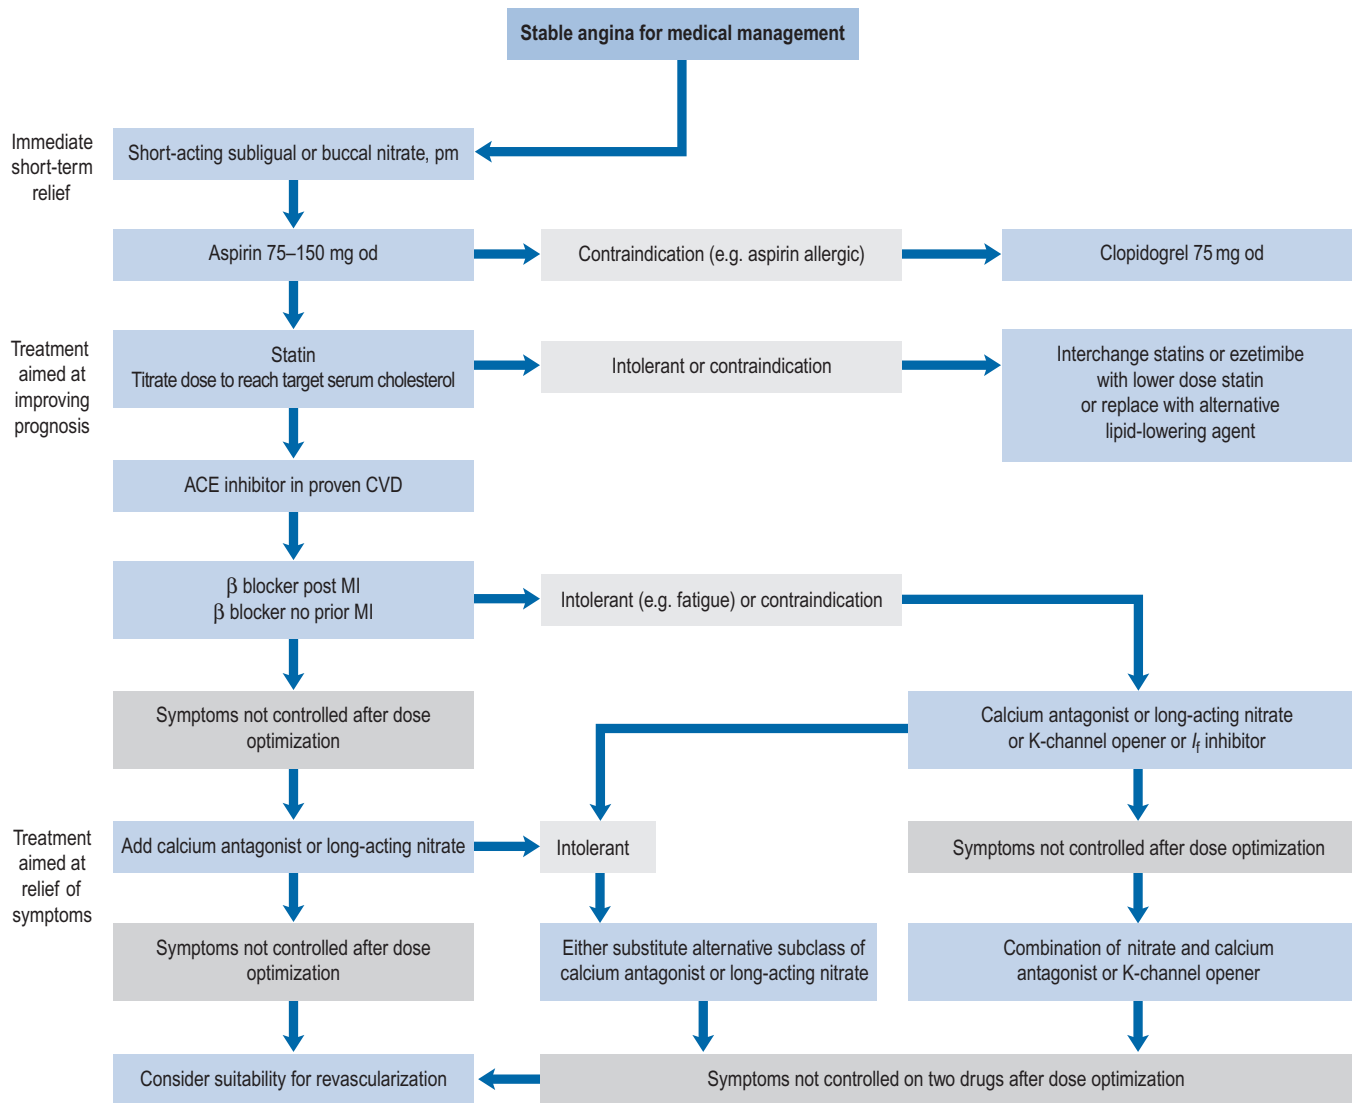 Stable angina for medical management
Immediate
short-term
relief
Short-acting subligual or buccal nitrate, pm
Aspirin 75–150 mg od
Contraindication (e.g. aspirin allergic)
Clopidogrel 75 mg od
Treatment
aimed at
improving
prognosis
Statin
Titrate dose to reach target serum cholesterol
Intolerant or contraindication
Interchange statins or ezetimibe
with lower dose statin
or replace with alternative
lipid-lowering agent
ACE inhibitor in proven CVD
β blocker post MI
β blocker no prior MI
Intolerant (e.g. fatigue) or contraindication
Symptoms not controlled after dose
optimization
Calcium antagonist or long-acting nitrate
or K-channel opener or If inhibitor
Treatment
aimed at
relief of
symptoms
Add calcium antagonist or long-acting nitrate
Intolerant
Symptoms not controlled after dose optimization
Symptoms not controlled after dose
optimization
Either substitute alternative subclass of
calcium antagonist or long-acting nitrate
Combination of nitrate and calcium
antagonist or K-channel opener
Consider suitability for revascularization
Symptoms not controlled on two drugs after dose optimization